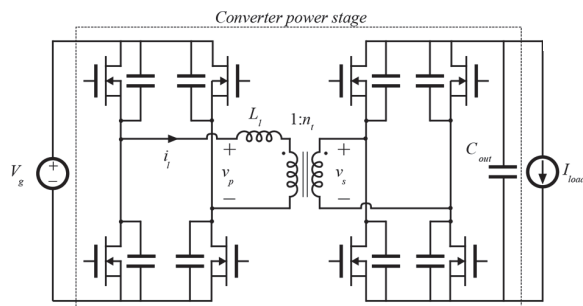 Converter power stage
L_l
1:n_t
i_l
+
v_p
−
+
v_s
−
C_out
V_g
+
−
I_load